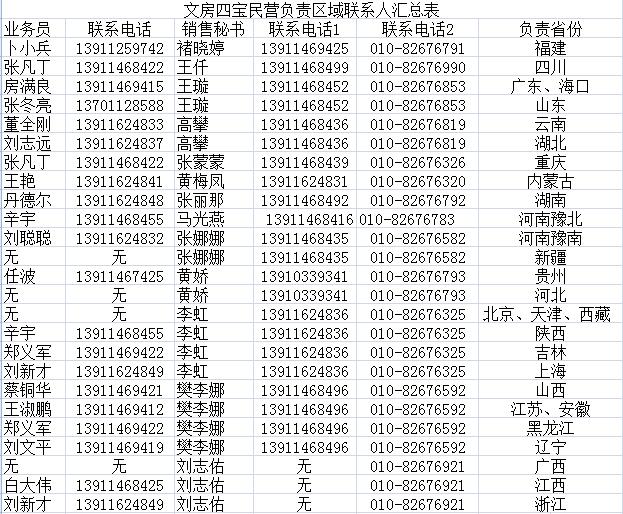 文房四宝民营负责区域联系人汇总表
业务员 联系电话 销售秘书 联系电话1 联系电话2 负责省份
卜小兵 13911259742 褚晓婷 13911469425 010-82676791 福建
张凡丁 13911468422 王仟 13911468499 010-82676990 四川
房满良 13911469415 王璇 13911468452 010-82676853 广东、海口
张冬亮 13701128588 王璇 13911468452 010-82676853 山东
董全刚 13911624833 高攀 13911468436 010-82676819 云南
刘志远 13911624837 高攀 13911468436 010-82676819 湖北
张凡丁 13911468422 张蒙蒙 13911468439 010-82676326 重庆
王艳 13911624841 黄梅凤 13911624831 010-82676320 内蒙古
丹德尔 13911624848 张丽那 13911468492 010-82676792 湖南
辛宇 13911468455 马光燕 13911468416 010-82676783 河南豫北
刘聪聪 13911624832 张娜娜 13911468435 010-82676582 河南豫南
无 无 张娜娜 13911468435 010-82676582 新疆
任波 13911467425 黄娇 13910339341 010-82676793 贵州
无 无 黄娇 13910339341 010-82676793 河北
无 无 李虹 13911624836 010-82676325 北京、天津、西藏
辛宇 13911468455 李虹 13911624836 010-82676325 陕西
郑义军 13911469422 李虹 13911624836 010-82676325 吉林
刘新才 13911624849 李虹 13911624836 010-82676325 上海
蔡铜华 13911469421 樊李娜 13911468496 010-82676592 山西
王淑鹏 13911469412 樊李娜 13911468496 010-82676592 江苏、安徽
郑义军 13911469422 樊李娜 13911468496 010-82676592 黑龙江
刘文平 13911469419 樊李娜 13911468496 010-82676592 辽宁
无 无 刘志佑 无 010-82676921 广西
白大伟 13911468425 刘志佑 无 010-82676921 江西
刘新才 13911624849 刘志佑 无 010-82676921 浙江